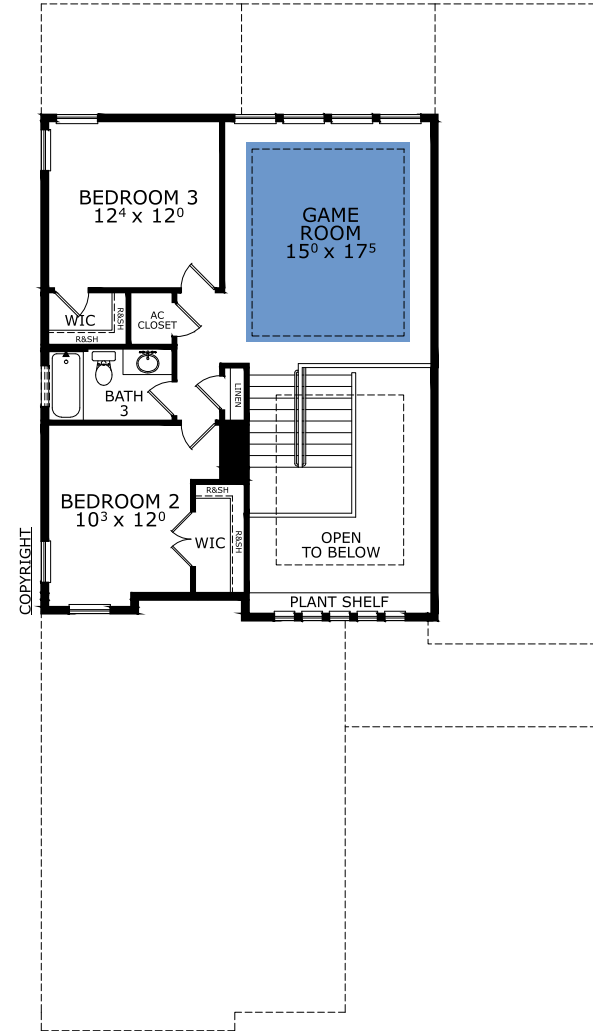 BEDROOM 3
12⁴ x 12⁰
GAME
ROOM
15⁰ x 17⁵
WIC
R&SH
R&SH
AC
CLOSET
BATH
3
LINEN
BEDROOM 2
10³ x 12⁰
R&SH
WIC
R&SH
OPEN
TO BELOW
PLANT SHELF
COPYRIGHT